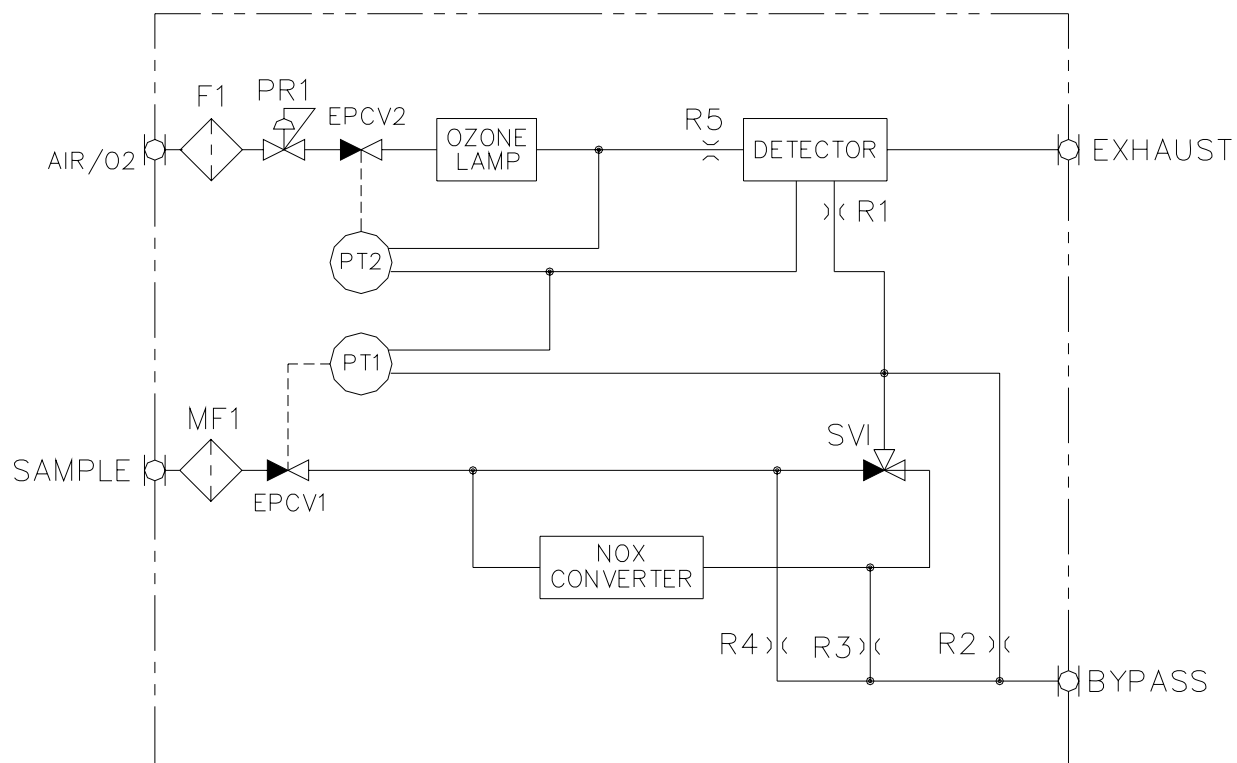 F1
PR1
EPCV2
R5
OZONE
LAMP
DETECTOR
AIR/O2
EXHAUST
R1
PT2
PT1
MF1
SVI
SAMPLE
EPCV1
NOX
CONVERTER
R4
R3
R2
BYPASS